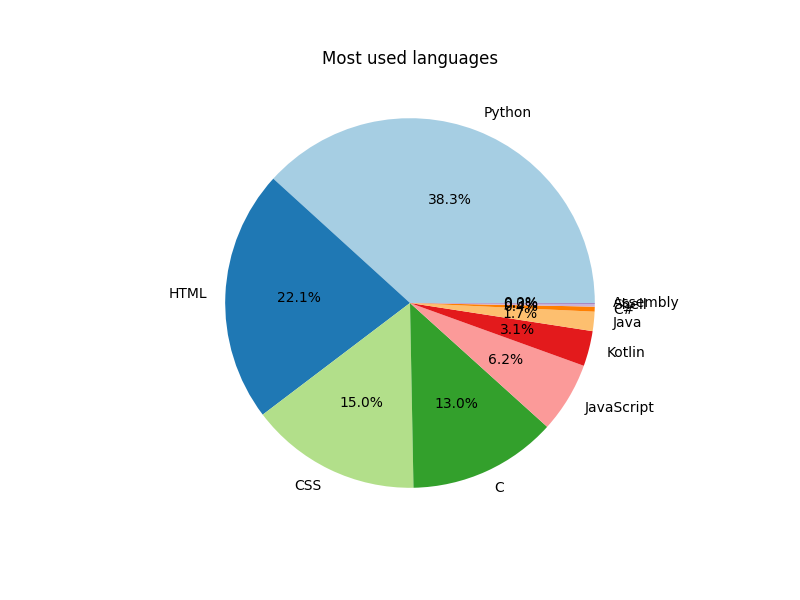 Most used languages
Python
38.3%
HTML
22.1%
CSS
15.0%
C
13.0%
JavaScript
6.2%
Kotlin
3.1%
Java
1.7%
C#
Shell
Assembly